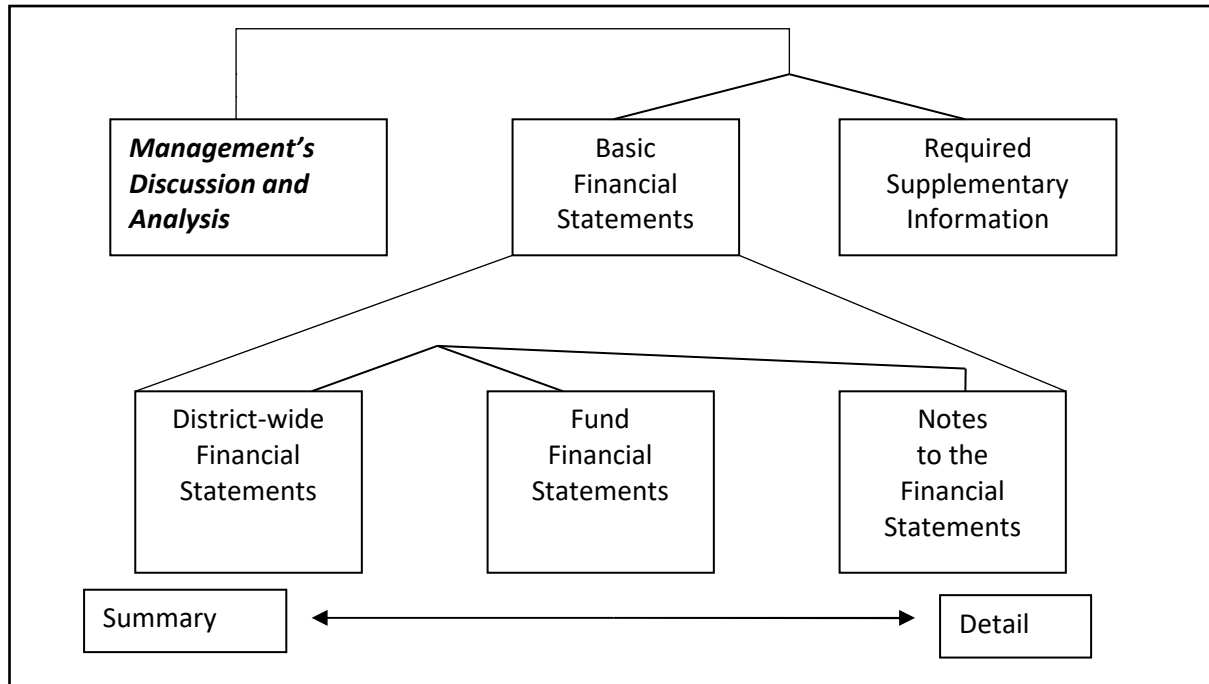 Management’s
Discussion and
Analysis
Basic
Financial
Statements
Required
Supplementary
Information
District-wide
Financial
Statements
Fund
Financial
Statements
Notes
to the
Financial
Statements
Summary
Detail